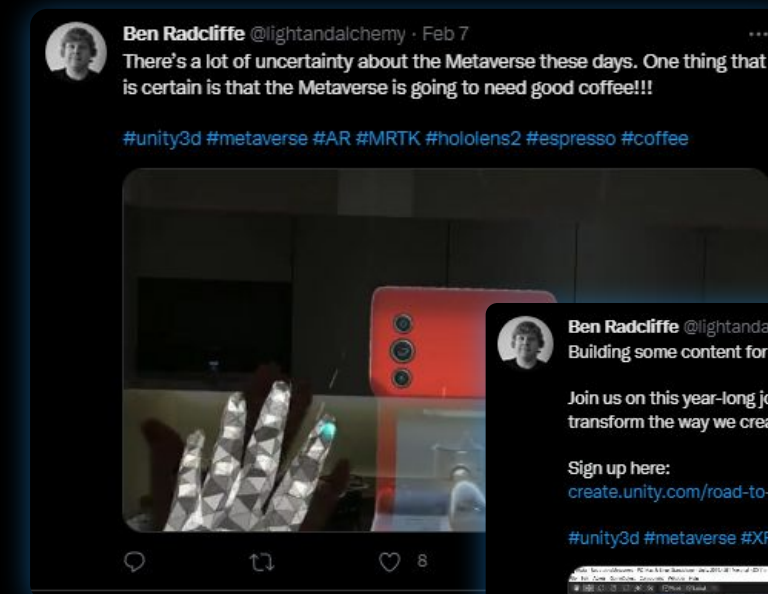 Ben Radcliffe @lightandalchemy · Feb 7
There's a lot of uncertainty about the Metaverse these days. One thing that
is certain is that the Metaverse is going to need good coffee!!!
#unity3d #metaverse #AR #MRTK #hololens2 #espresso #coffee
8
Ben Radcliffe @lightanda
Building some content for
Join us on this year-long jo
transform the way we crea
Sign up here:
create.unity.com/road-to-
#unity3d #metaverse #XR